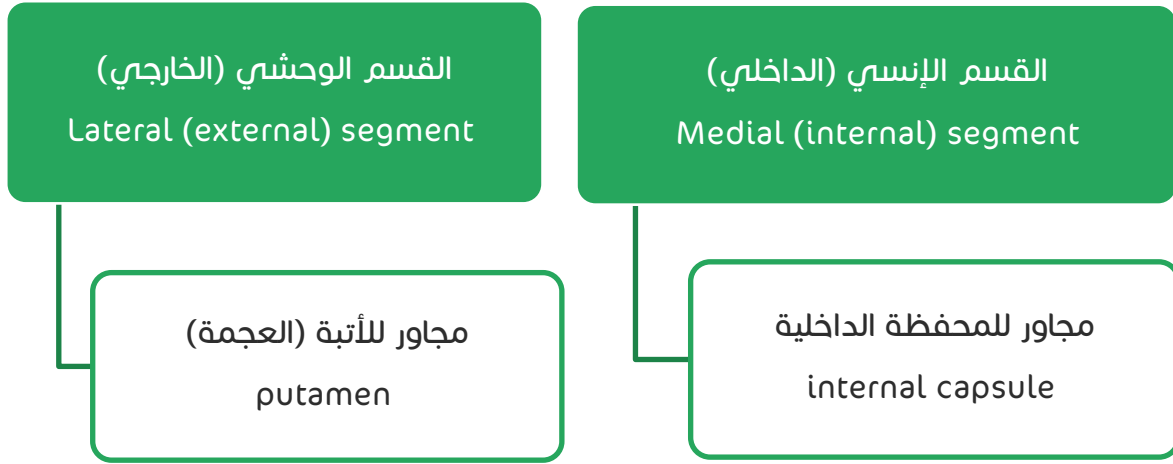 القسم الإنسي (الداخلي)
Medial (internal) segment
مجاور للمحفظة الداخلية
internal capsule
القسم الوحشي (الخارجي)
Lateral (external) segment
مجاور للأتبة (العجمة)
putamen